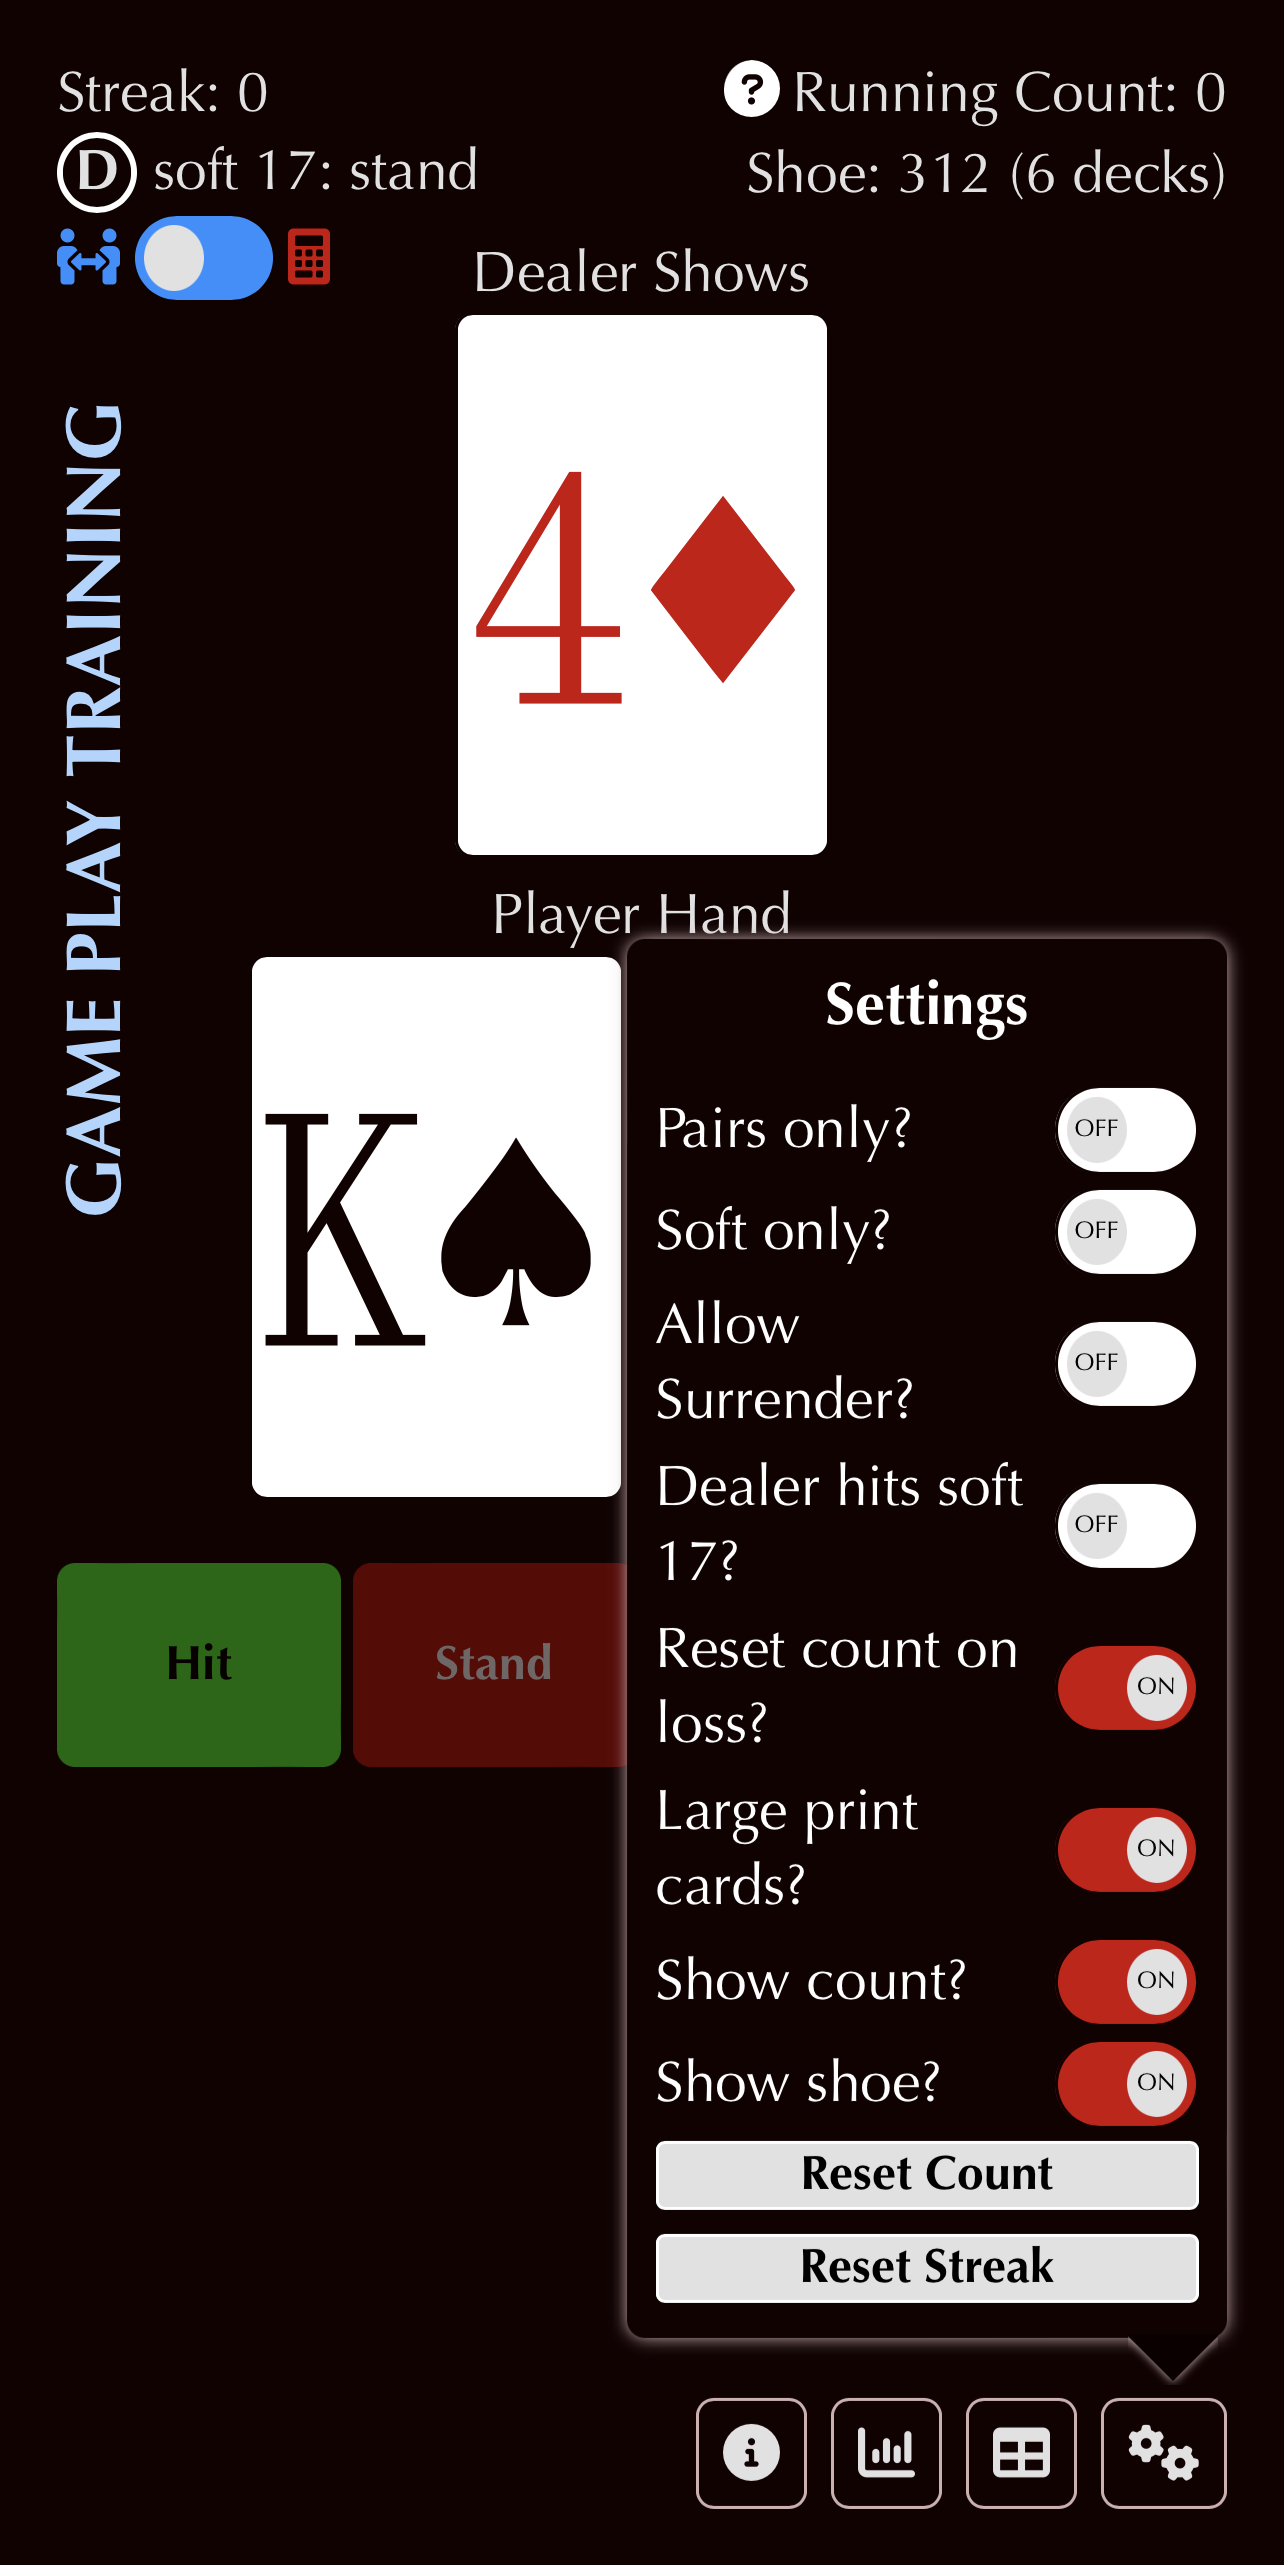 Streak: 0
? Running Count: 0
D soft 17: stand
Shoe: 312 (6 decks)
Dealer Shows
4
GAME PLAY TRAINING
Player Hand
K
Settings
Pairs only?
OFF
Soft only?
OFF
Allow
Surrender?
OFF
Dealer hits soft
17?
OFF
Reset count on
loss?
ON
Large print
cards?
ON
Show count?
ON
Show shoe?
ON
Reset Count
Reset Streak
Hit
Stand